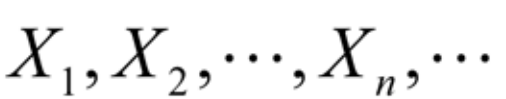 X₁, X₂, ⋯, Xₙ, ⋯